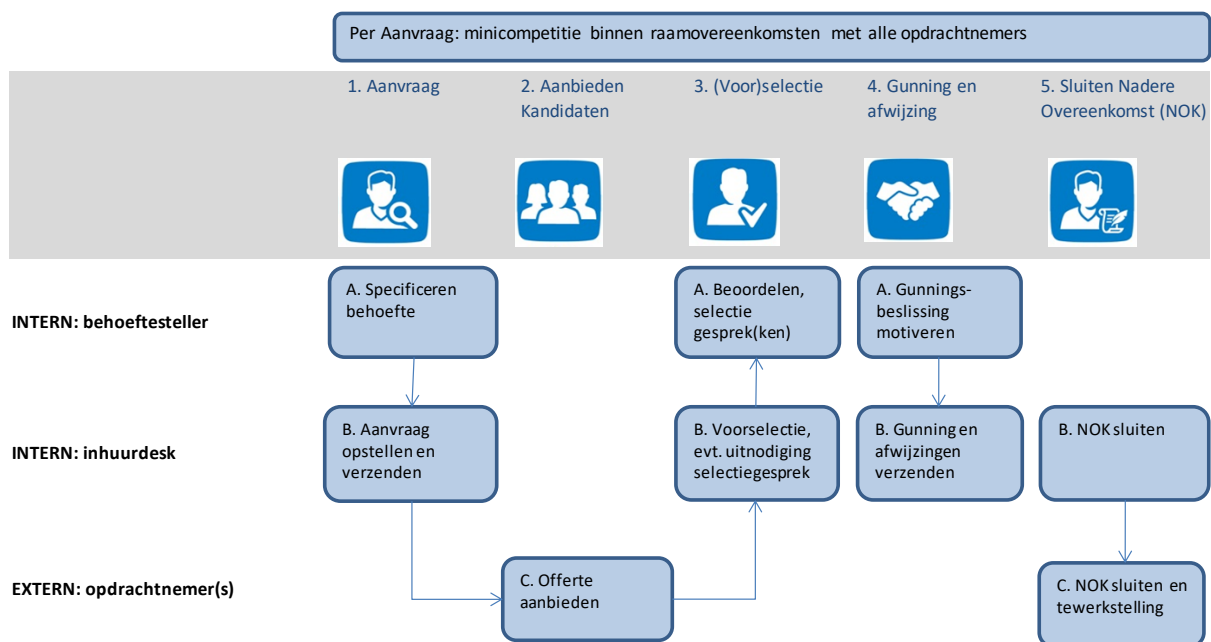 Per Aanvraag: minicompetitie binnen raamovereenkomsten met alle opdrachtnemers
1. Aanvraag
2. Aanbieden
Kandidaten
3. (Voor)selectie
4. Gunning en
afwijzing
5. Sluiten Nadere
Overeenkomst (NOK)
INTERN: behoeftesteller
A. Specificeren
behoefte
A. Beoordelen,
selectie
gesprek(ken)
A. Gunnings-
beslissing
motiveren
INTERN: inhuurdesk
B. Aanvraag
opstellen en
verzenden
B. Voorselectie,
evt. uitnodiging
selectiegesprek
B. Gunning en
afwijzingen
verzenden
B. NOK sluiten
EXTERN: opdrachtnemer(s)
C. Offerte
aanbieden
C. NOK sluiten en
tewerkstelling